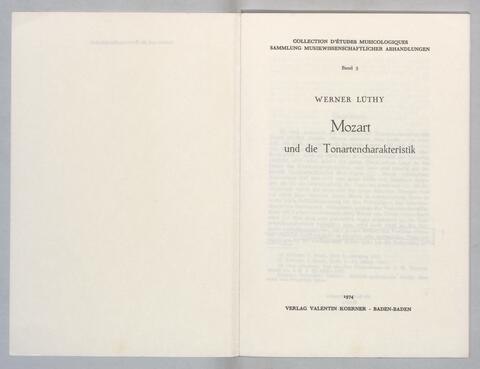 COLLECTION D'ÉTUDES MUSICOLOGIQUES
SAMMLUNG MUSIKWISSENSCHAFTLICHER ABHANDLUNGEN
Band 3
WERNER LÜTHY
Mozart
und die Tonartencharakteristik
1974
VERLAG VALENTIN KOERNER - BADEN-BADEN